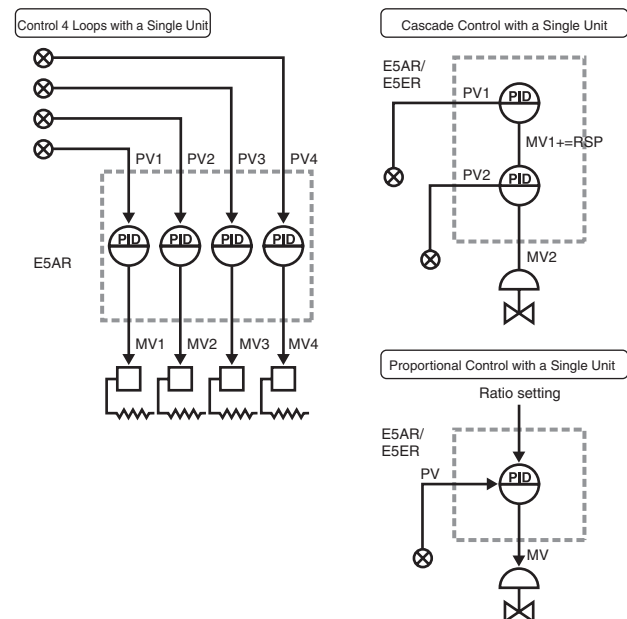 Control 4 Loops with a Single Unit
PV1 PV2 PV3 PV4
E5AR
PID PID PID PID
MV1 MV2 MV3 MV4
Cascade Control with a Single Unit
E5AR/
E5ER
PV1
PID
MV1+=RSP
PV2
PID
MV2
Proportional Control with a Single Unit
Ratio setting
E5AR/
E5ER
PV
PID
MV